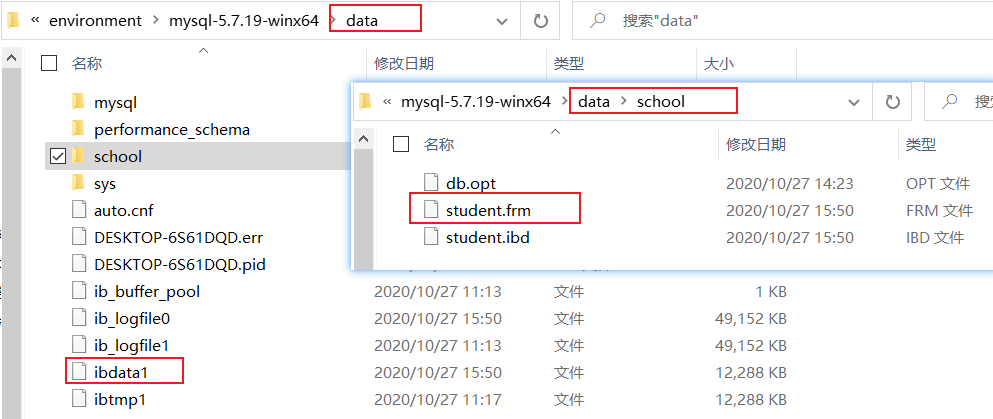 « environment › mysql-5.7.19-winx64 › data
搜索"data"
名称 修改日期 类型 大小
mysql
performance_schema
school
sys
auto.cnf
DESKTOP-6S61DQD.err
DESKTOP-6S61DQD.pid
ib_buffer_pool 2020/10/27 11:13 文件 1 KB
ib_logfile0 2020/10/27 15:50 文件 49,152 KB
ib_logfile1 2020/10/27 11:13 文件 49,152 KB
ibdata1 2020/10/27 15:50 文件 12,288 KB
ibtmp1 2020/10/27 11:17 文件 12,288 KB
« mysql-5.7.19-winx64 › data › school
名称 修改日期 类型
db.opt 2020/10/27 14:23 OPT 文件
student.frm 2020/10/27 15:50 FRM 文件
student.ibd 2020/10/27 15:50 IBD 文件